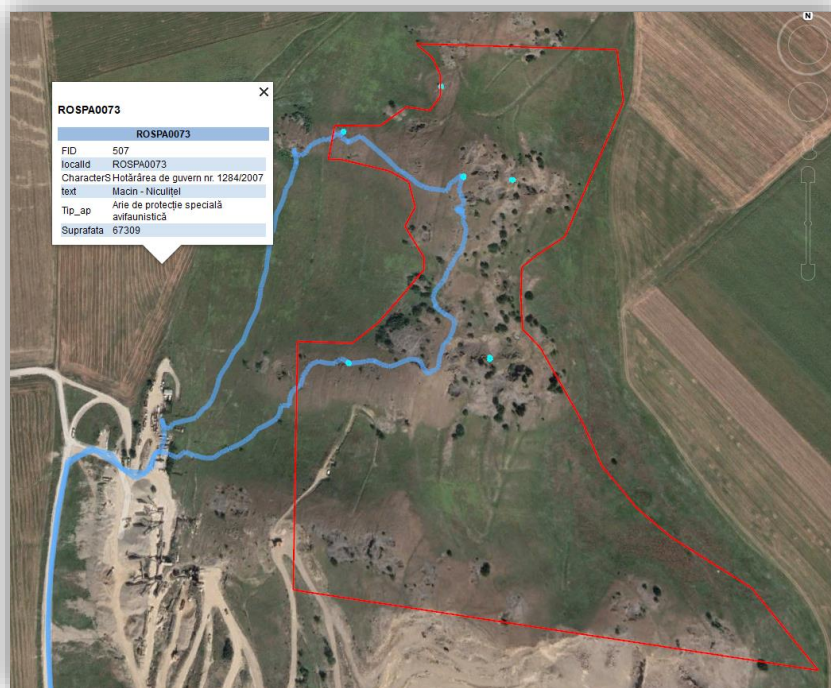 N
ROSPA0073
ROSPA0073
FID 507
localId ROSPA0073
CharacterS Hotărârea de guvern nr. 1284/2007
text Macin - Niculițel
Tip_ap Arie de protecție specială
avifaunistică
Suprafata 67309